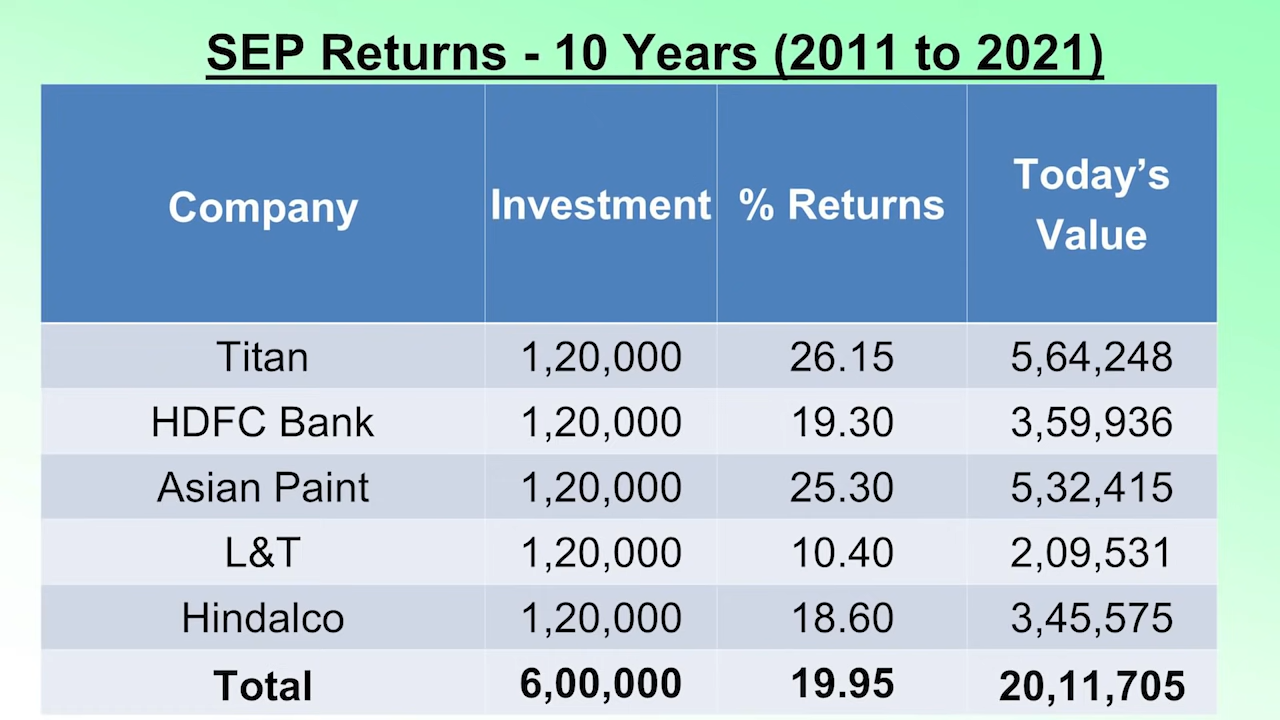 SEP Returns - 10 Years (2011 to 2021)
Company Investment % Returns Today’s Value
Titan 1,20,000 26.15 5,64,248
HDFC Bank 1,20,000 19.30 3,59,936
Asian Paint 1,20,000 25.30 5,32,415
L&T 1,20,000 10.40 2,09,531
Hindalco 1,20,000 18.60 3,45,575
Total 6,00,000 19.95 20,11,705